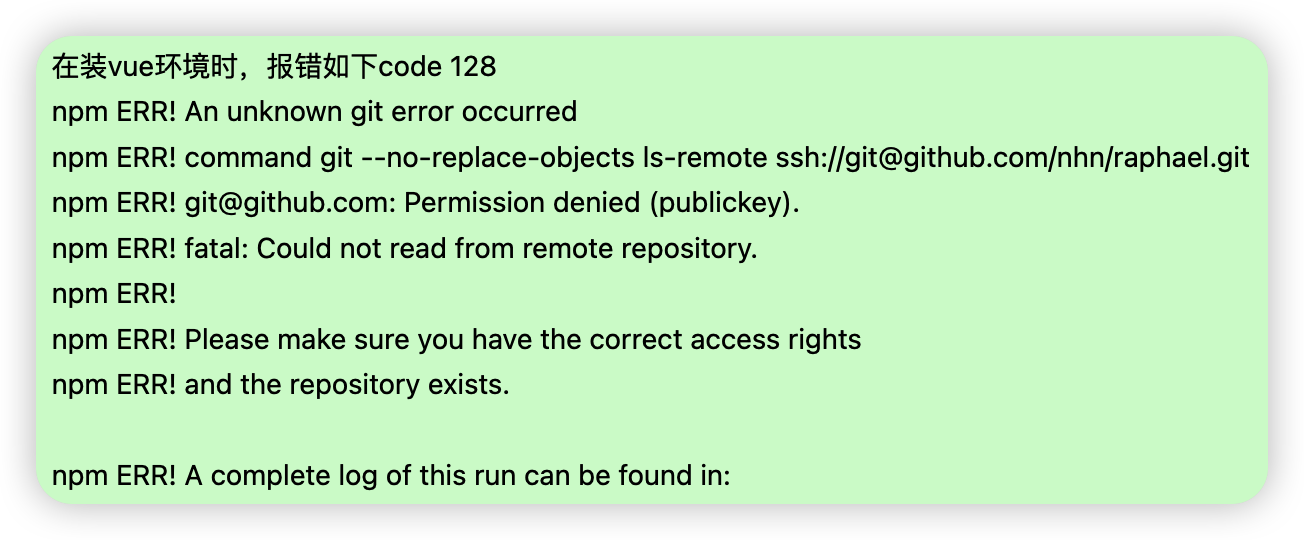 在装vue环境时，报错如下code 128
npm ERR! An unknown git error occurred
npm ERR! command git --no-replace-objects ls-remote ssh://git@github.com/nhn/raphael.git
npm ERR! git@github.com: Permission denied (publickey).
npm ERR! fatal: Could not read from remote repository.
npm ERR!
npm ERR! Please make sure you have the correct access rights
npm ERR! and the repository exists.
npm ERR! A complete log of this run can be found in: